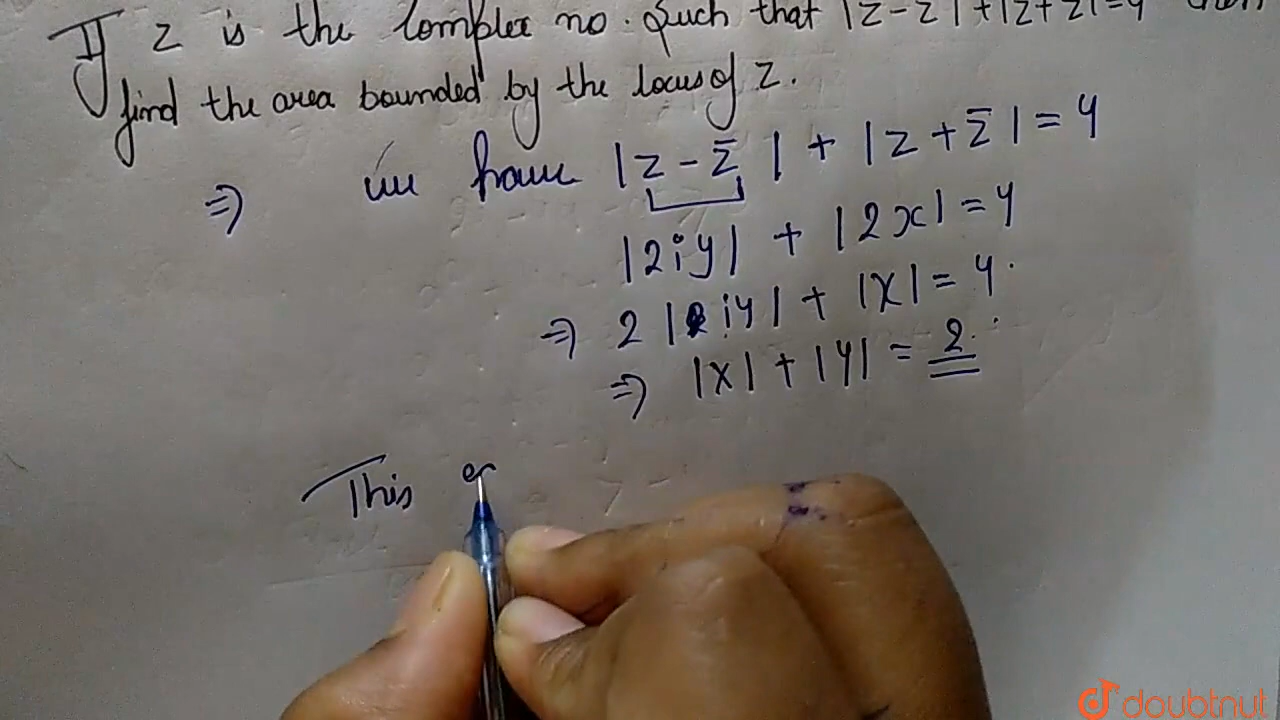 If z is the complex no. such that |z-z̄|+|z+z̄|=4 then
find the area bounded by the locus of z.
⇒ we have |z - z̄| + |z + z̄| = 4
|2iy| + |2x| = 4
⇒ 2|iy| + |x| = 4.
⇒ |x| + |y| = 2.
This
doubtnut